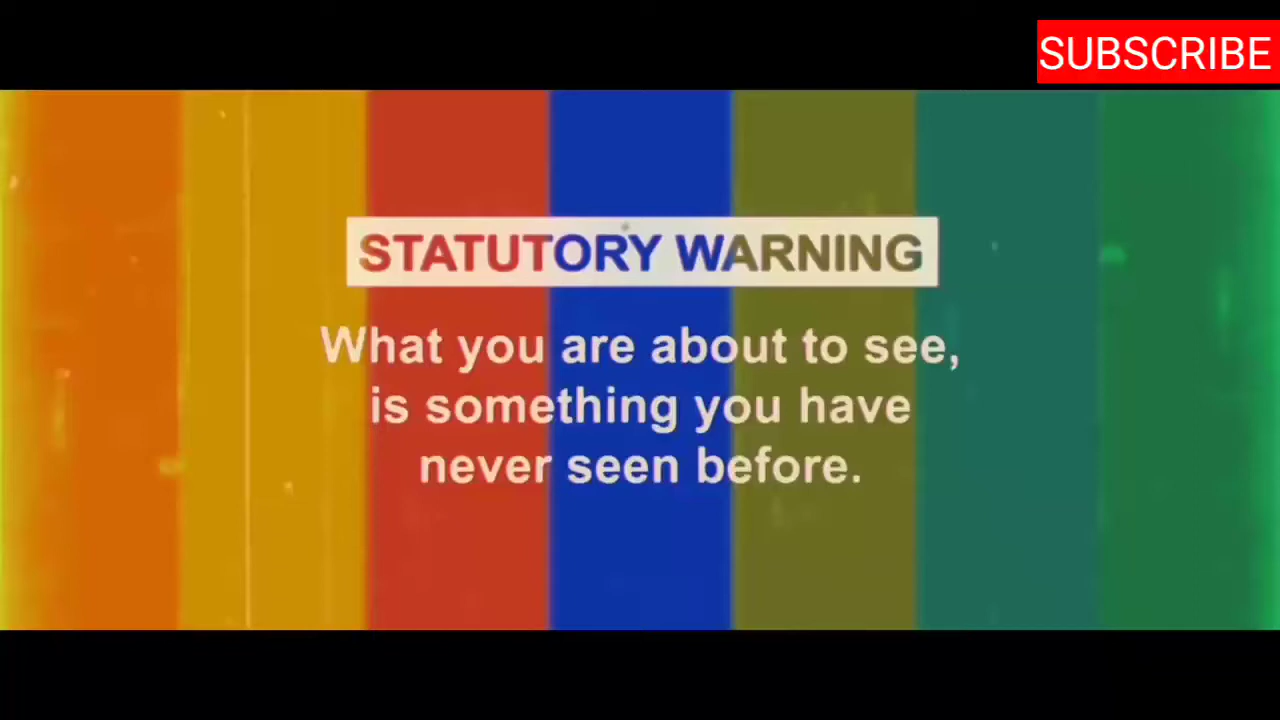 SUBSCRIBE
STATUTORY WARNING
What you are about to see,
is something you have
never seen before.